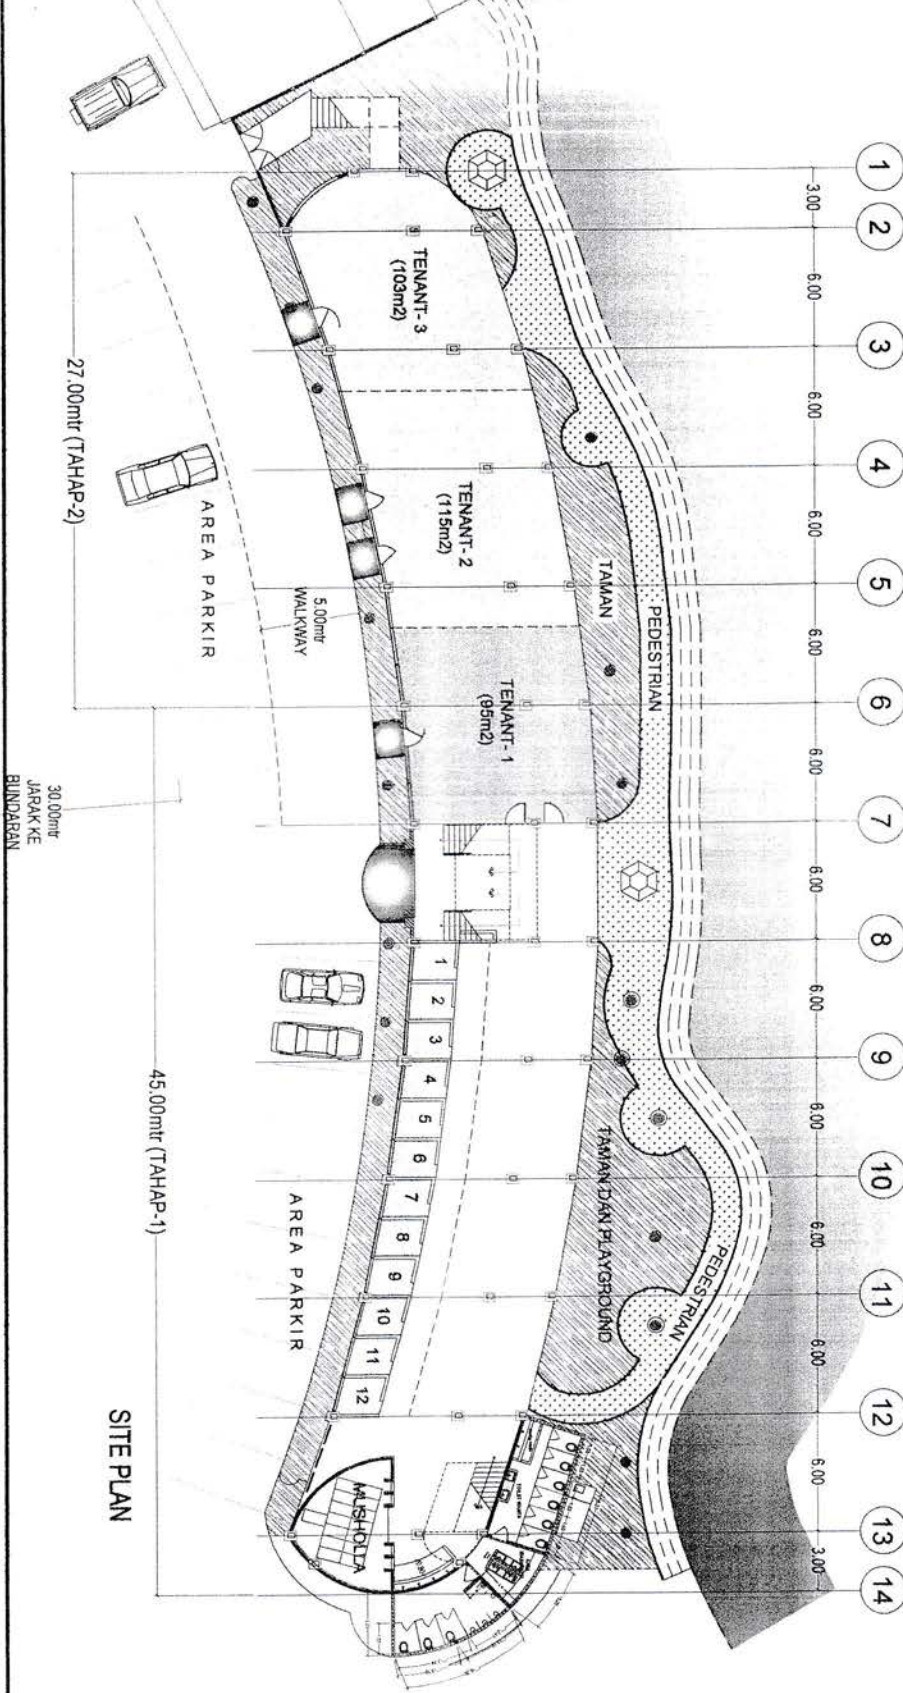 1
2
3
4
5
6
7
8
9
10
11
12
13
14
3.00
6.00
6.00
6.00
6.00
6.00
6.00
6.00
6.00
6.00
6.00
6.00
3.00
PEDESTRIAN
PEDESTRIAN
TAMAN
TAMAN DAN PLAYGROUND
TENANT- 3
(103m2)
TENANT- 2
(115m2)
TENANT- 1
(95m2)
1
2
3
4
5
6
7
8
9
10
11
12
MUSHOLLA
5.00mtr
WALKWAY
AREA PARKIR
AREA PARKIR
27.00mtr (TAHAP-2)
45.00mtr (TAHAP-1)
30.00mtr
JARAK KE
BUNDARAN
SITE PLAN